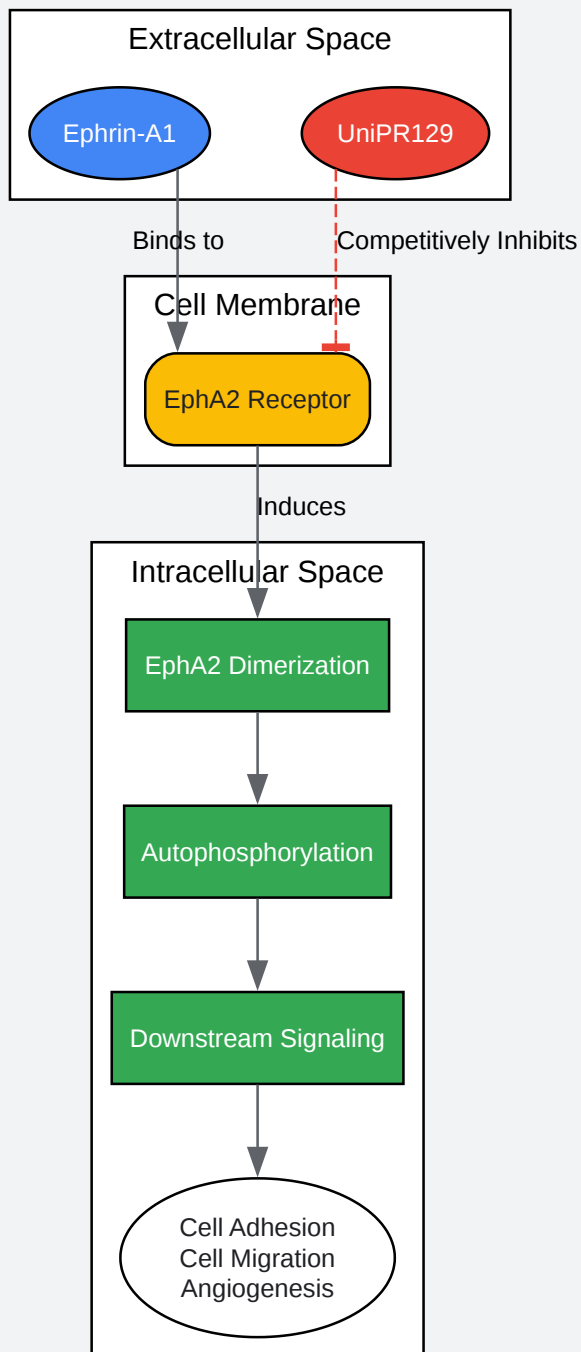 Extracellular Space
Ephrin-A1
UniPR129
Binds to
Competitively Inhibits
Cell Membrane
EphA2 Receptor
Induces
Intracellular Space
EphA2 Dimerization
Autophosphorylation
Downstream Signaling
Cell Adhesion
Cell Migration
Angiogenesis